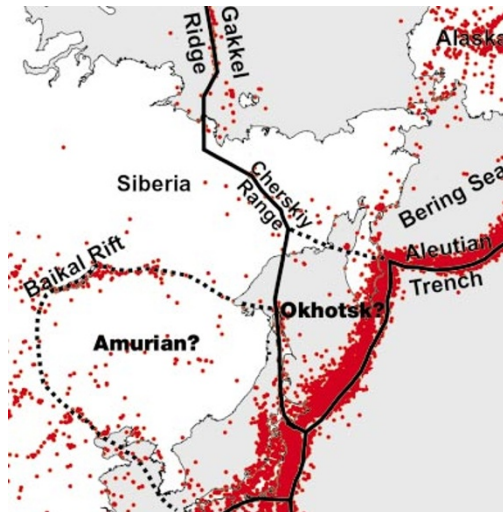 Gakkel
Ridge
Alaska
Cherskiy
Range
Siberia
Bering Sea
Baikal Rift
Aleutian
Trench
Okhotsk?
Amurian?